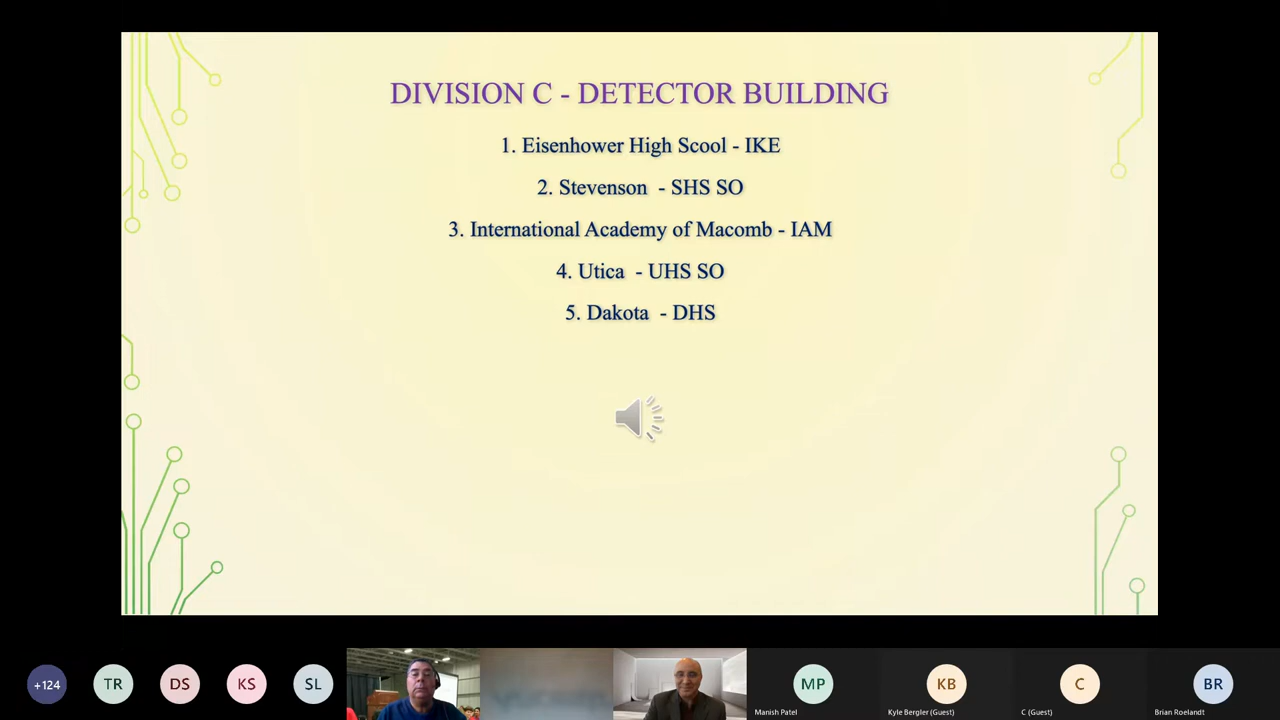 DIVISION C - DETECTOR BUILDING
1. Eisenhower High Scool - IKE
2. Stevenson - SHS SO
3. International Academy of Macomb - IAM
4. Utica - UHS SO
5. Dakota - DHS
+124
TR
DS
KS
SL
MP
KB
C
BR
Manish Patel
Kyle Bergler (Guest)
C (Guest)
Brian Roelandt